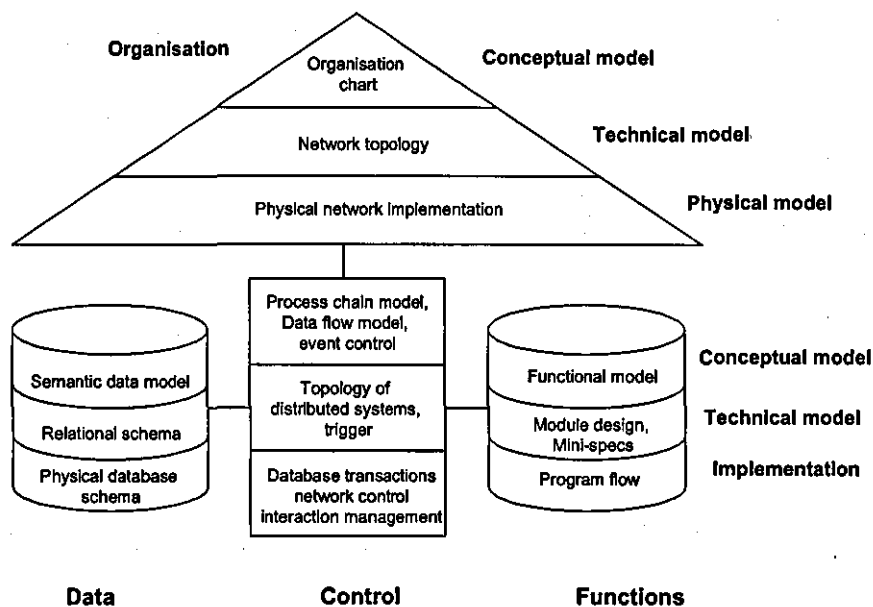 Organisation
Organisation
chart
Conceptual model
Network topology
Technical model
Physical network implementation
Physical model
Process chain model,
Data flow model,
event control
Semantic data model
Functional model
Conceptual model
Topology of
distributed systems,
trigger
Relational schema
Module design,
Mini-specs
Technical model
Physical database
schema
Database transactions
network control
interaction management
Program flow
Implementation
Data
Control
Functions